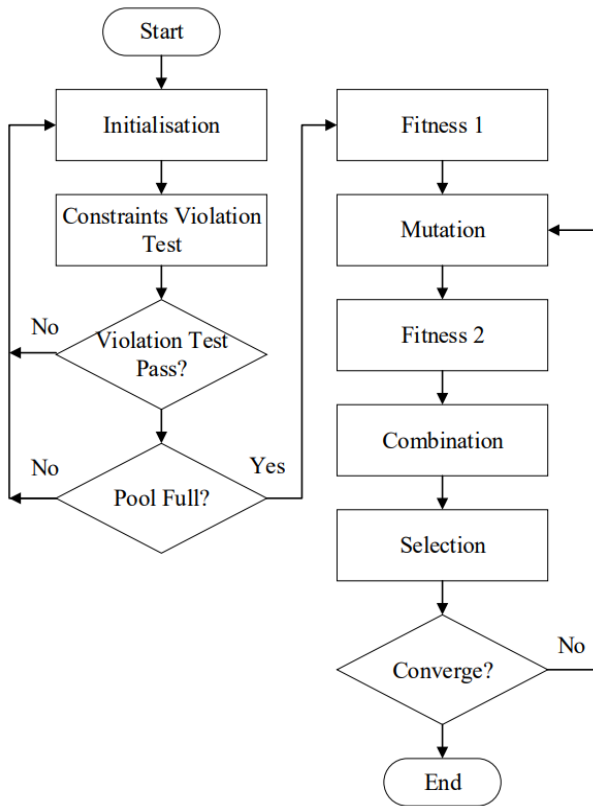 Start
Initialisation
Constraints Violation
Test
No
Violation Test
Pass?
No
Yes
Pool Full?
Fitness 1
Mutation
Fitness 2
Combination
Selection
No
Converge?
End